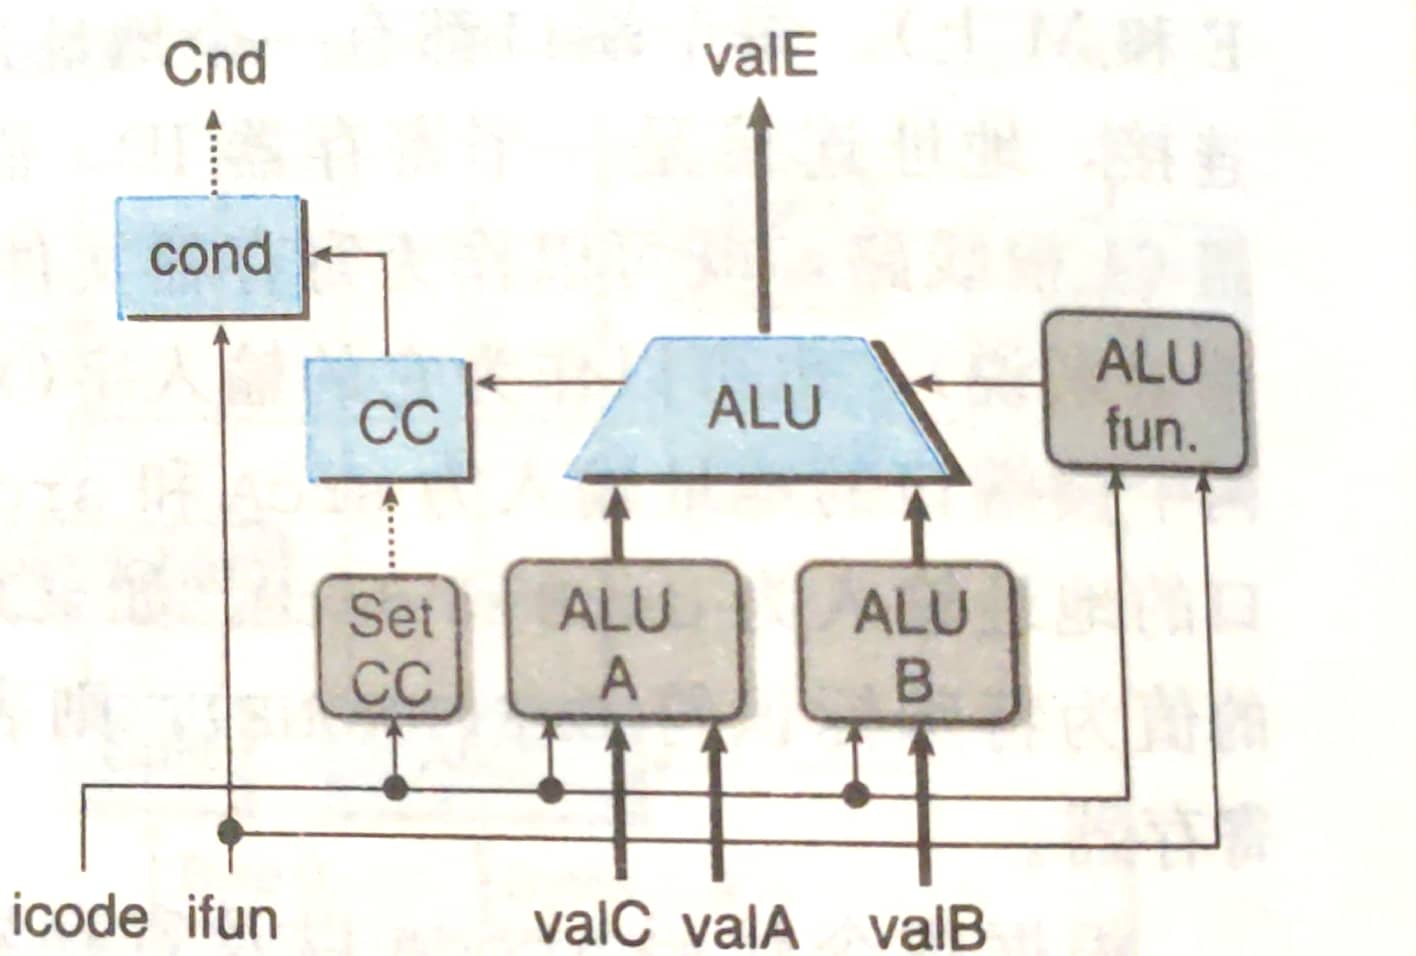 Cnd
valE
cond
ALU
fun.
CC
ALU
Set
CC
ALU
A
ALU
B
icode
ifun
valC
valA
valB